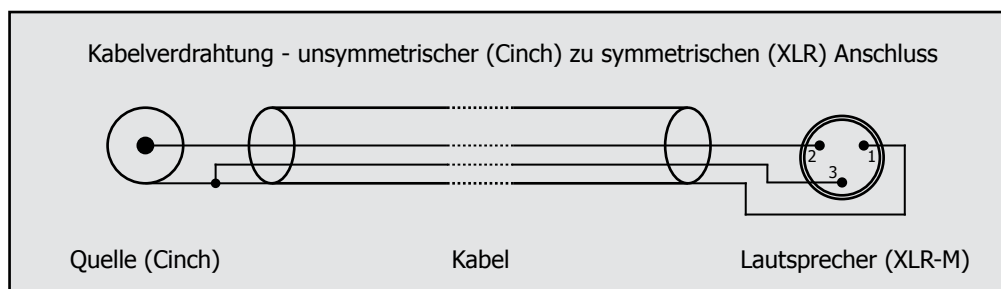 Kabelverdrahtung - unsymmetrischer (Cinch) zu symmetrischen (XLR) Anschluss
2 1
3
Quelle (Cinch) Kabel Lautsprecher (XLR-M)